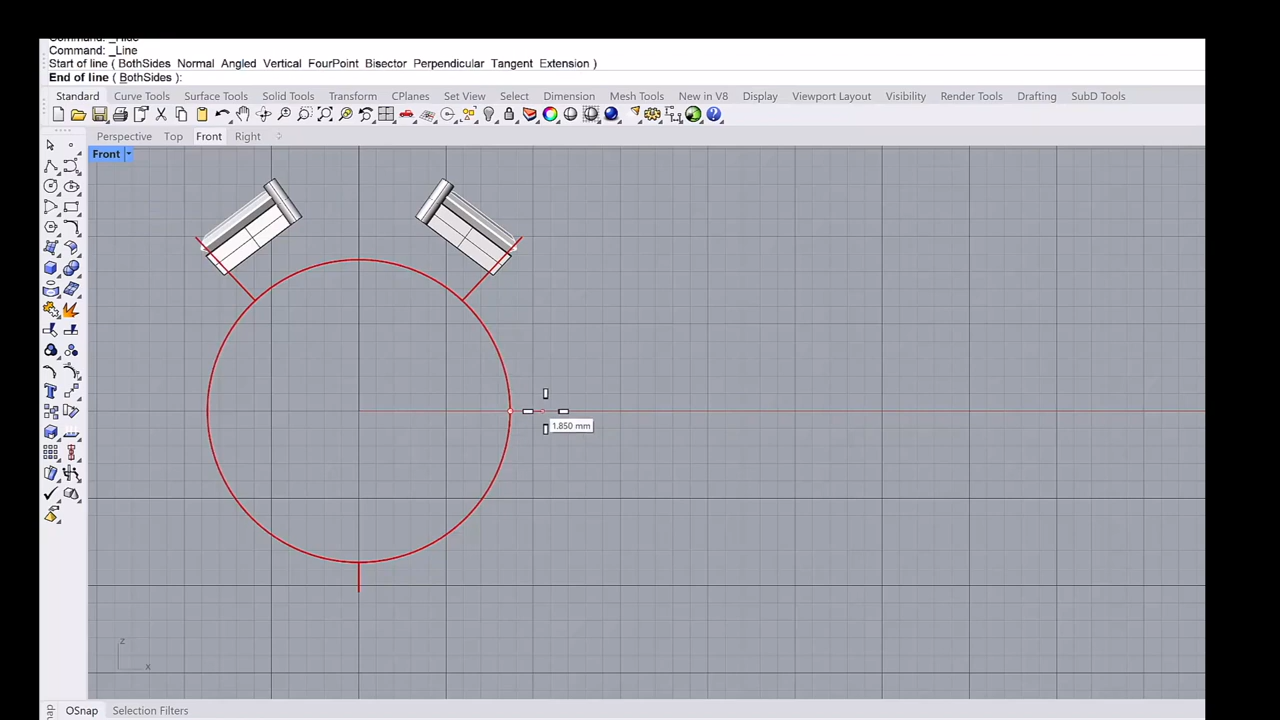 Command: _Hide
Command: _Line
Start of line ( BothSides Normal Angled Vertical FourPoint Bisector Perpendicular Tangent Extension )
End of line ( BothSides ):
Standard Curve Tools Surface Tools Solid Tools Transform CPlanes Set View Select Dimension Mesh Tools New in V8 Display Viewport Layout Visibility Render Tools Drafting SubD Tools
Perspective Top Front Right
Front
1.850 mm
z
x
OSnap Selection Filters